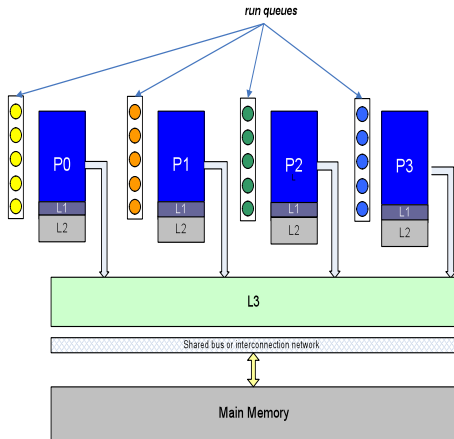 run queues
P0 P1 P2 P3
L1 L1 L1 L1
L2 L2 L2 L2
L3
Shared bus or interconnection network
Main Memory